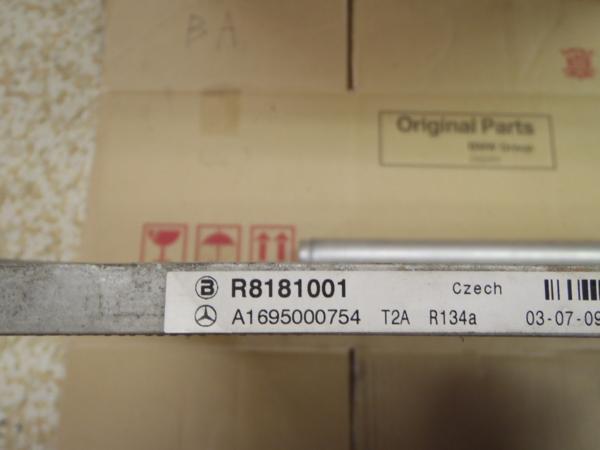 BA
Original Parts
BMW Group
B R8181001 Czech
A1695000754 T2A R134a 03-07-09